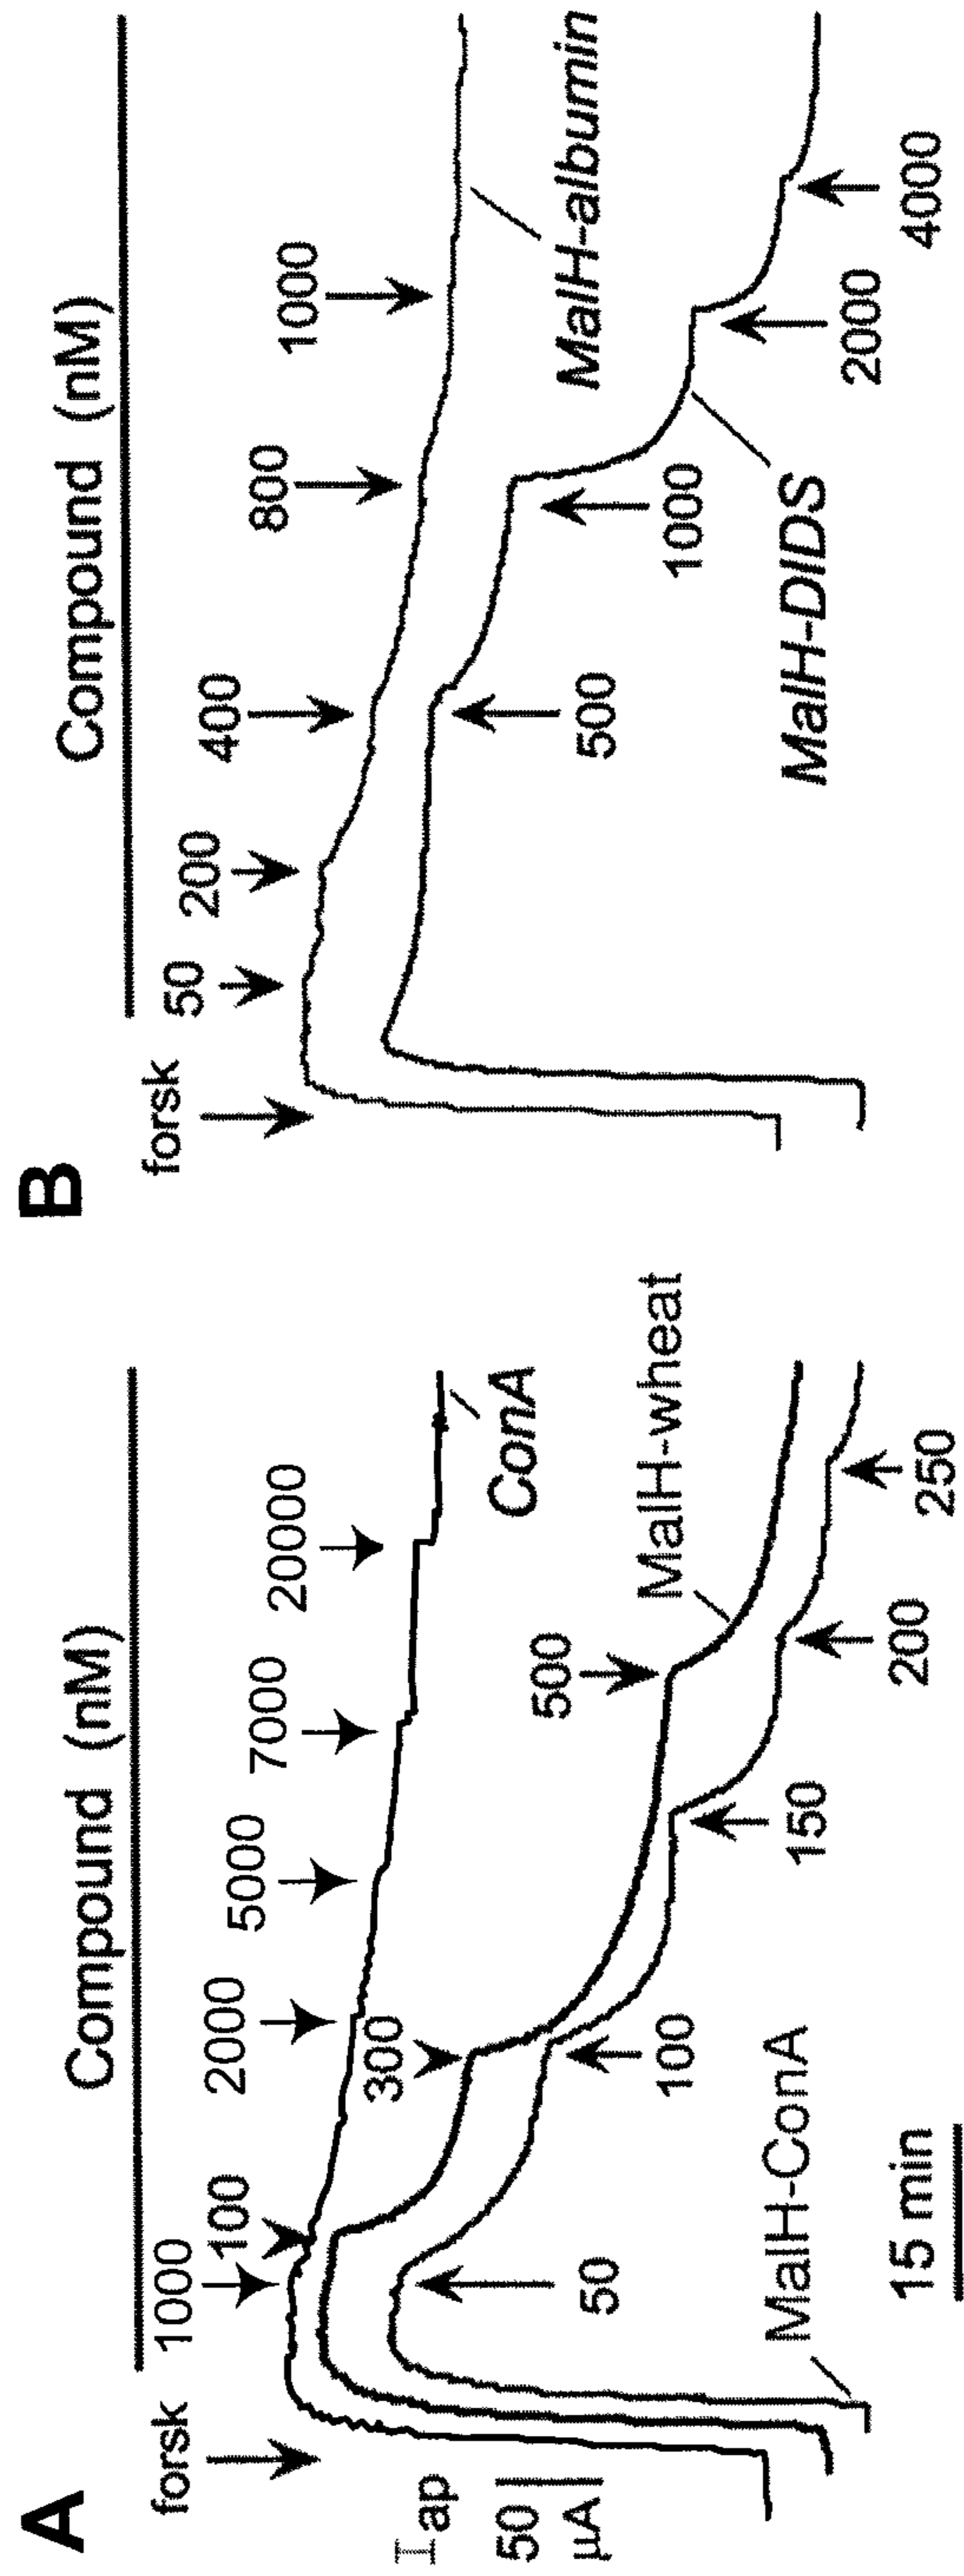 A
Compound (nM)
forsk
1000
100
2000
5000
7000
20000
300
500
ConA
MalH-wheat
50
100
150
200
250
MalH-ConA
Iap
50
μA
15 min
B
Compound (nM)
forsk
50
200
400
800
1000
MalH-albumin
500
1000
2000
4000
MalH-DIDS